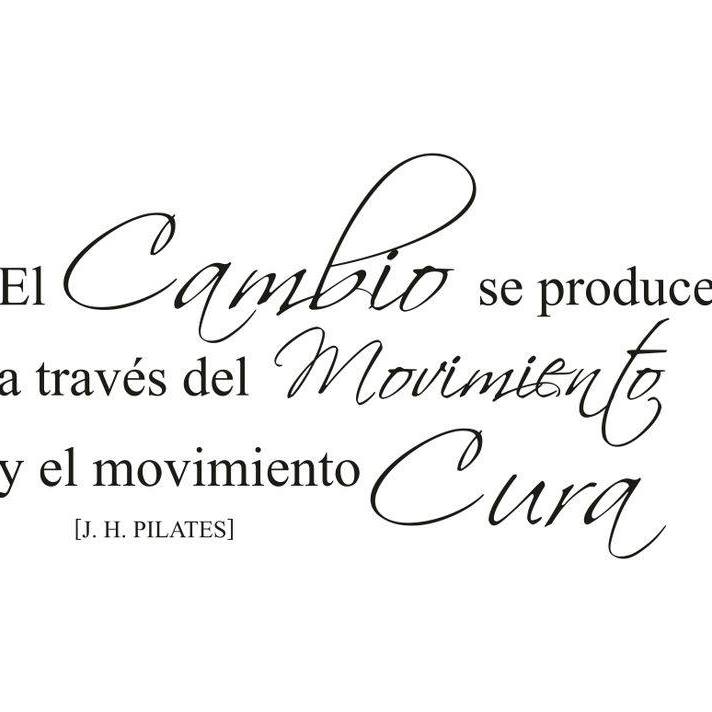 El Cambio se produce
a través del Movimiento
y el movimiento Cura
[J. H. PILATES]